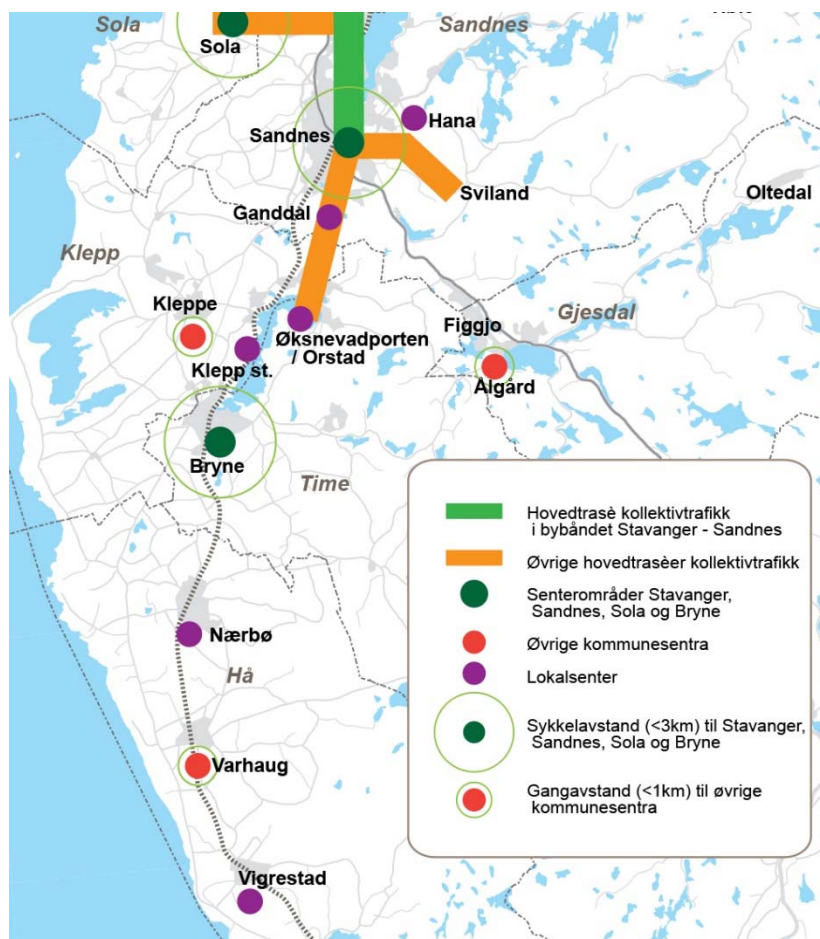 Sola
Sandnes
Sola
Hana
Sandnes
Sviland
Oltedal
Ganddal
Klepp
Kleppe
Figgjo
Gjesdal
Øksnevadporten
/ Orstad
Klepp st.
Ålgård
Bryne
Time
Hovedtrasè kollektivtrafikk
i bybåndet Stavanger - Sandnes
Øvrige hovedtrasèer kollektivtrafikk
Senterområder Stavanger,
Sandnes, Sola og Bryne
Øvrige kommunesentra
Lokalsenter
Sykkelavstand (<3km) til Stavanger,
Sandnes, Sola og Bryne
Gangavstand (<1km) til øvrige
kommunesentra
Nærbø
Hå
Varhaug
Vigrestad